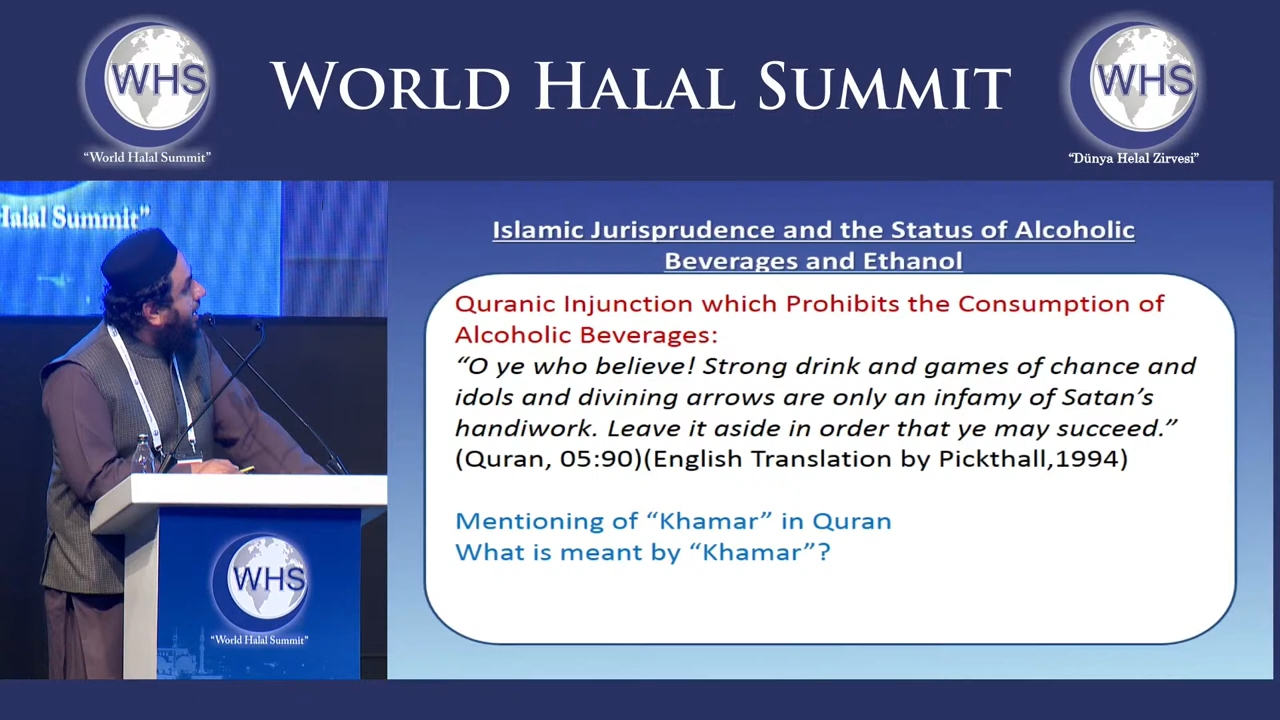 WHS
"World Halal Summit"
WORLD HALAL SUMMIT
WHS
"Dünya Helal Zirvesi"
Halal Summit"
Islamic Jurisprudence and the Status of Alcoholic
Beverages and Ethanol
Quranic Injunction which Prohibits the Consumption of
Alcoholic Beverages:
“O ye who believe! Strong drink and games of chance and
idols and divining arrows are only an infamy of Satan’s
handiwork. Leave it aside in order that ye may succeed.”
(Quran, 05:90)(English Translation by Pickthall,1994)
Mentioning of “Khamar” in Quran
What is meant by “Khamar”?
WHS
"World Halal Summit"